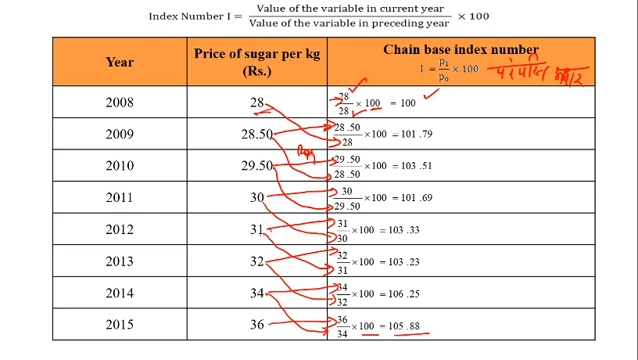 Index Number I = Value of the variable in current year / Value of the variable in preceding year × 100
Year Price of sugar per kg (Rs.) Chain base index number I = p₁/p₀ × 100
2008 28 28/28 × 100 = 100
2009 28.50 28.50/28 × 100 = 101.79
2010 29.50 29.50/28.50 × 100 = 103.51
2011 30 30/29.50 × 100 = 101.69
2012 31 31/30 × 100 = 103.33
2013 32 32/31 × 100 = 103.23
2014 34 34/32 × 100 = 106.25
2015 36 36/34 × 100 = 105.88